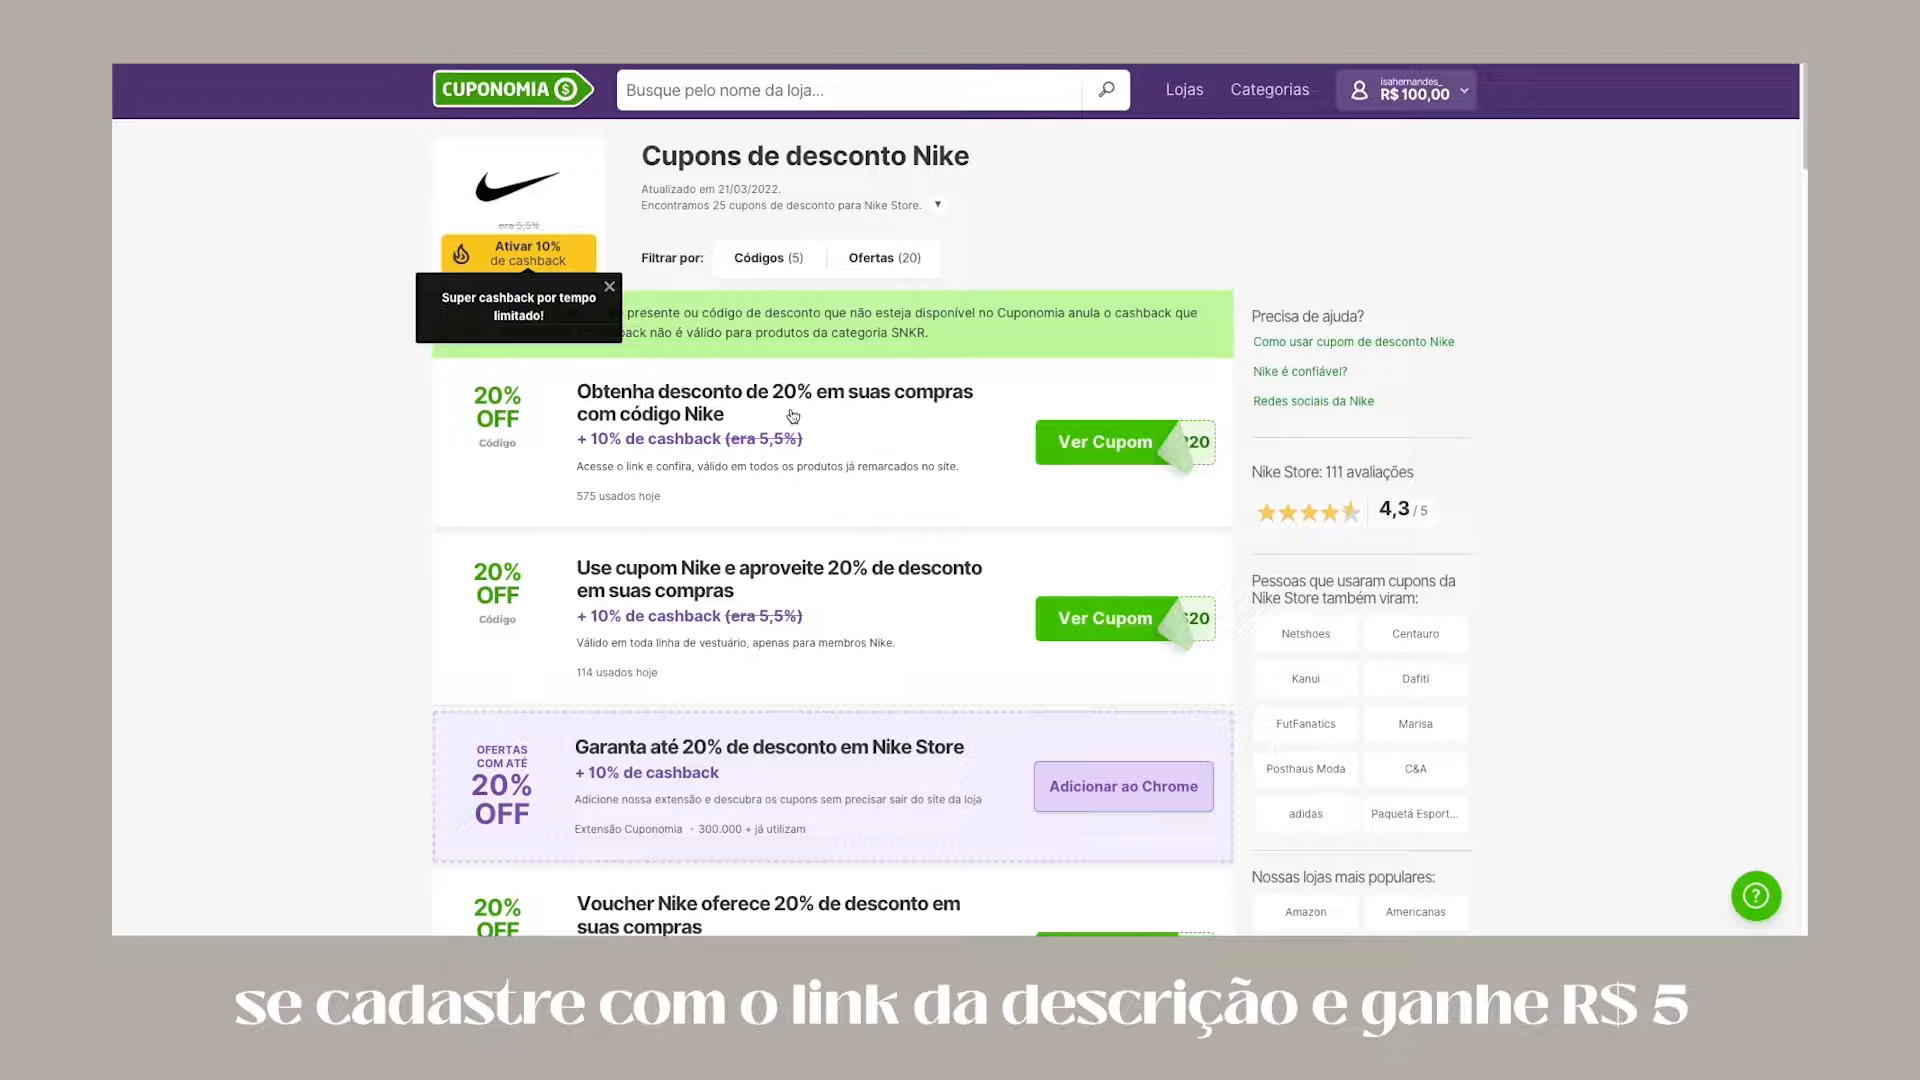 CUPONOMIA $
Busque pelo nome da loja...
Lojas
Categorias
isahernandes_
R$ 100,00
Cupons de desconto Nike
Atualizado em 21/03/2022.
Encontramos 25 cupons de desconto para Nike Store.
era 5,5%
Ativar 10%
de cashback
Filtrar por:
Códigos (5)
Ofertas (20)
Super cashback por tempo
limitado!
presente ou código de desconto que não esteja disponível no Cuponomia anula o cashback que
não é válido para produtos da categoria SNKR.
20%
OFF
Código
Obtenha desconto de 20% em suas compras
com código Nike
+ 10% de cashback (era 5,5%)
Acesse o link e confira, válido em todos os produtos já remarcados no site.
575 usados hoje
Ver Cupom
20
20%
OFF
Código
Use cupom Nike e aproveite 20% de desconto
em suas compras
+ 10% de cashback (era 5,5%)
Válido em toda linha de vestuário, apenas para membros Nike.
114 usados hoje
Ver Cupom
20
OFERTAS
COM ATÉ
20%
OFF
Garanta até 20% de desconto em Nike Store
+ 10% de cashback
Adicione nossa extensão e descubra os cupons sem precisar sair do site da loja
Extensão Cuponomia · 300.000 + já utilizam
Adicionar ao Chrome
20%
OFF
Voucher Nike oferece 20% de desconto em
suas compras
Precisa de ajuda?
Como usar cupom de desconto Nike
Nike é confiável?
Redes sociais da Nike
Nike Store: 111 avaliações
4,3 / 5
Pessoas que usaram cupons da
Nike Store também viram:
Netshoes
Centauro
Kanui
Dafiti
FutFanatics
Marisa
Posthaus Moda
C&A
adidas
Paquetá Esport...
Nossas lojas mais populares:
Amazon
Americanas
?
se cadastre com o link da descrição e ganhe R$ 5